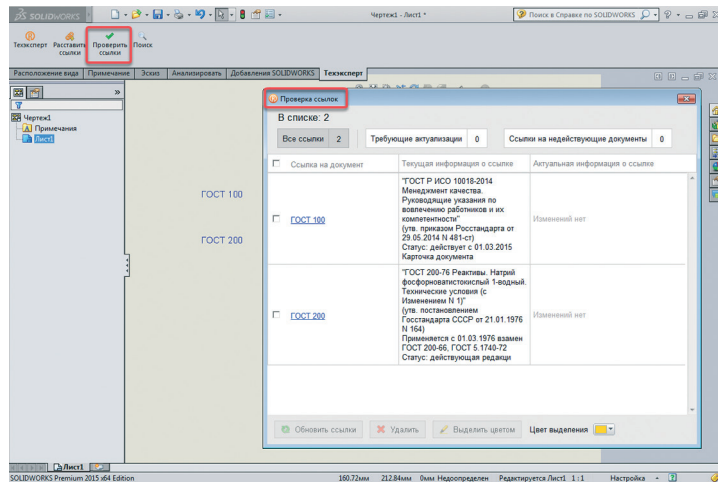 SOLIDWORKS
Чертеж1 - Лист1 *
Поиск в Справке по SOLIDWORKS
Техэксперт
Расставить ссылки
Проверить ссылки
Поиск
Расположение вида
Примечание
Эскиз
Анализировать
Добавления SOLIDWORKS
Техэксперт
Чертеж1
Примечания
Лист1
ГОСТ 100
ГОСТ 200
Проверка ссылок
В списке: 2
Все ссылки 2
Требующие актуализации 0
Ссылки на недействующие документы 0
Ссылка на документ
Текущая информация о ссылке
Актуальная информация о ссылке
ГОСТ 100
"ГОСТ Р ИСО 10018-2014
Менеджмент качества.
Руководящие указания по
вовлечению работников и их
компетентности"
(утв. приказом Росстандарта от
29.05.2014 N 481-ст)
Статус: действует с 01.03.2015
Карточка документа
Изменений нет
ГОСТ 200
"ГОСТ 200-76 Реактивы. Натрий
фосфорноватистокислый 1-водный.
Технические условия (с
Изменением N 1)"
(утв. постановлением
Госстандарта СССР от 21.01.1976
N 164)
Применяется с 01.03.1976 взамен
ГОСТ 200-66, ГОСТ 5.1740-72
Статус: действующая редакци
Изменений нет
Обновить ссылки
Удалить
Выделить цветом
Цвет выделения
Лист1
SOLIDWORKS Premium 2015 x64 Edition
160.72мм 212.84мм 0мм Недоопределен Редактируется Лист1 1:1 Настройка